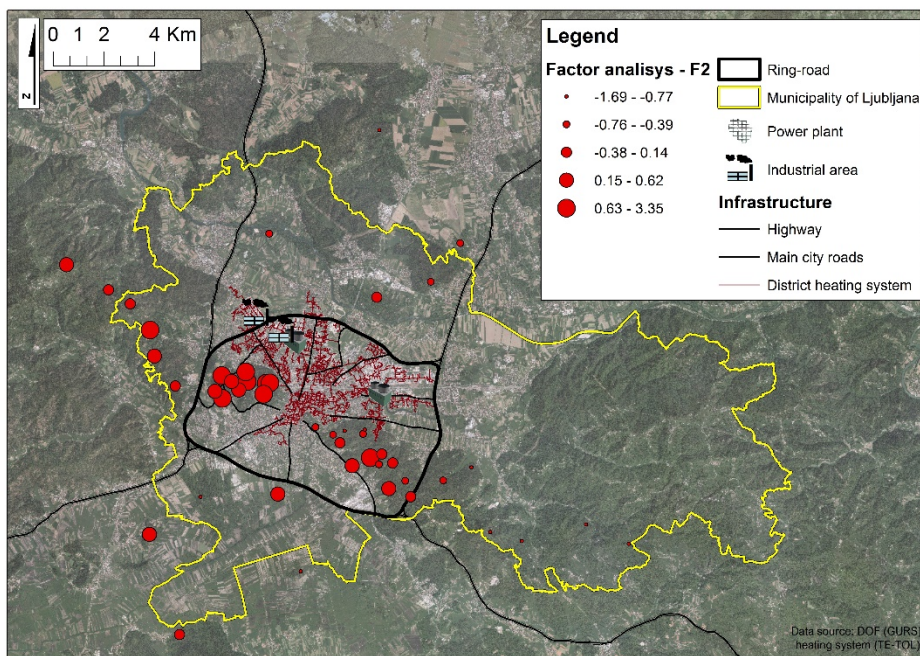 0 1 2 4 Km
N
Legend
Factor analisys - F2
-1.69 - -0.77
-0.76 - -0.39
-0.38 - 0.14
0.15 - 0.62
0.63 - 3.35
Ring-road
Municipality of Ljubljana
Power plant
Industrial area
Infrastructure
Highway
Main city roads
District heating system
Data source: DOF (GURS)
heating system (TE-TOL)